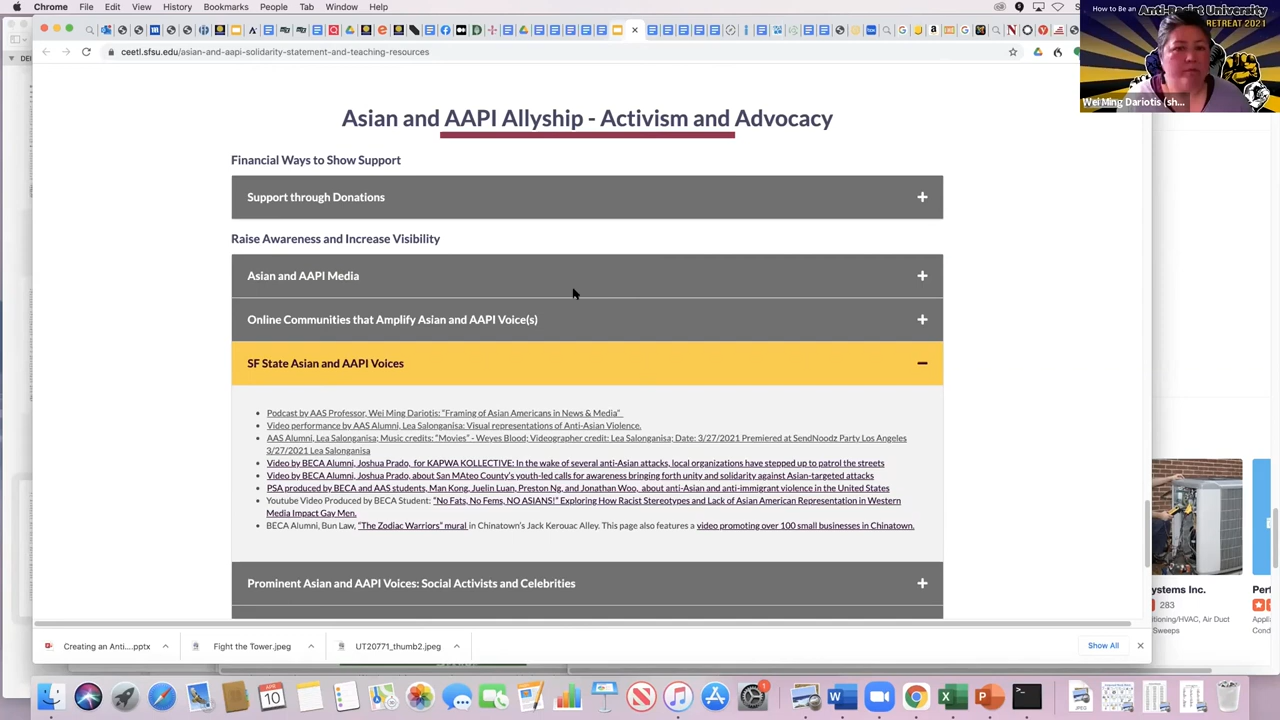 Chrome File Edit View History Bookmarks People Tab Window Help
How to Be an Anti-Racist University
RETREAT 2021
ceetl.sfsu.edu/asian-and-aapi-solidarity-statement-and-teaching-resources
Wei Ming Dariotis (sh...
Asian and AAPI Allyship - Activism and Advocacy
Financial Ways to Show Support
Support through Donations
Raise Awareness and Increase Visibility
Asian and AAPI Media
Online Communities that Amplify Asian and AAPI Voice(s)
SF State Asian and AAPI Voices
Podcast by AAS Professor, Wei Ming Dariotis: "Framing of Asian Americans in News & Media"
Video performance by AAS Alumni, Lea Salonganisa: Visual representations of Anti-Asian Violence.
AAS Alumni, Lea Salonganisa; Music credits: "Movies" - Weyes Blood; Videographer credit: Lea Salonganisa; Date: 3/27/2021 Premiered at SendNoodz Party Los Angeles
3/27/2021 Lea Salonganisa
Video by BECA Alumni, Joshua Prado, for KAPWA KOLLECTIVE: In the wake of several anti-Asian attacks, local organizations have stepped up to patrol the streets
Video by BECA Alumni, Joshua Prado, about San MAteo County's youth-led calls for awareness bringing forth unity and solidarity against Asian-targeted attacks
PSA produced by BECA and AAS students, Man Kong, Juelin Luan, Preston Ng, and Jonathan Woo, about anti-Asian and anti-immigrant violence in the United States
Youtube Video Produced by BECA Student: "No Fats, No Fems, NO ASIANS!" Exploring How Racist Stereotypes and Lack of Asian American Representation in Western
Media Impact Gay Men.
BECA Alumni, Bun Law, "The Zodiac Warriors" mural in Chinatown's Jack Kerouac Alley. This page also features a video promoting over 100 small businesses in Chinatown.
Prominent Asian and AAPI Voices: Social Activists and Celebrities
ystems Inc.
283
tioning/HVAC, Air Duct
Sweeps
Per
Appli
Cond
Creating an Anti....pptx
Fight the Tower.jpeg
UT20771_thumb2.jpeg
Show All
APR
10